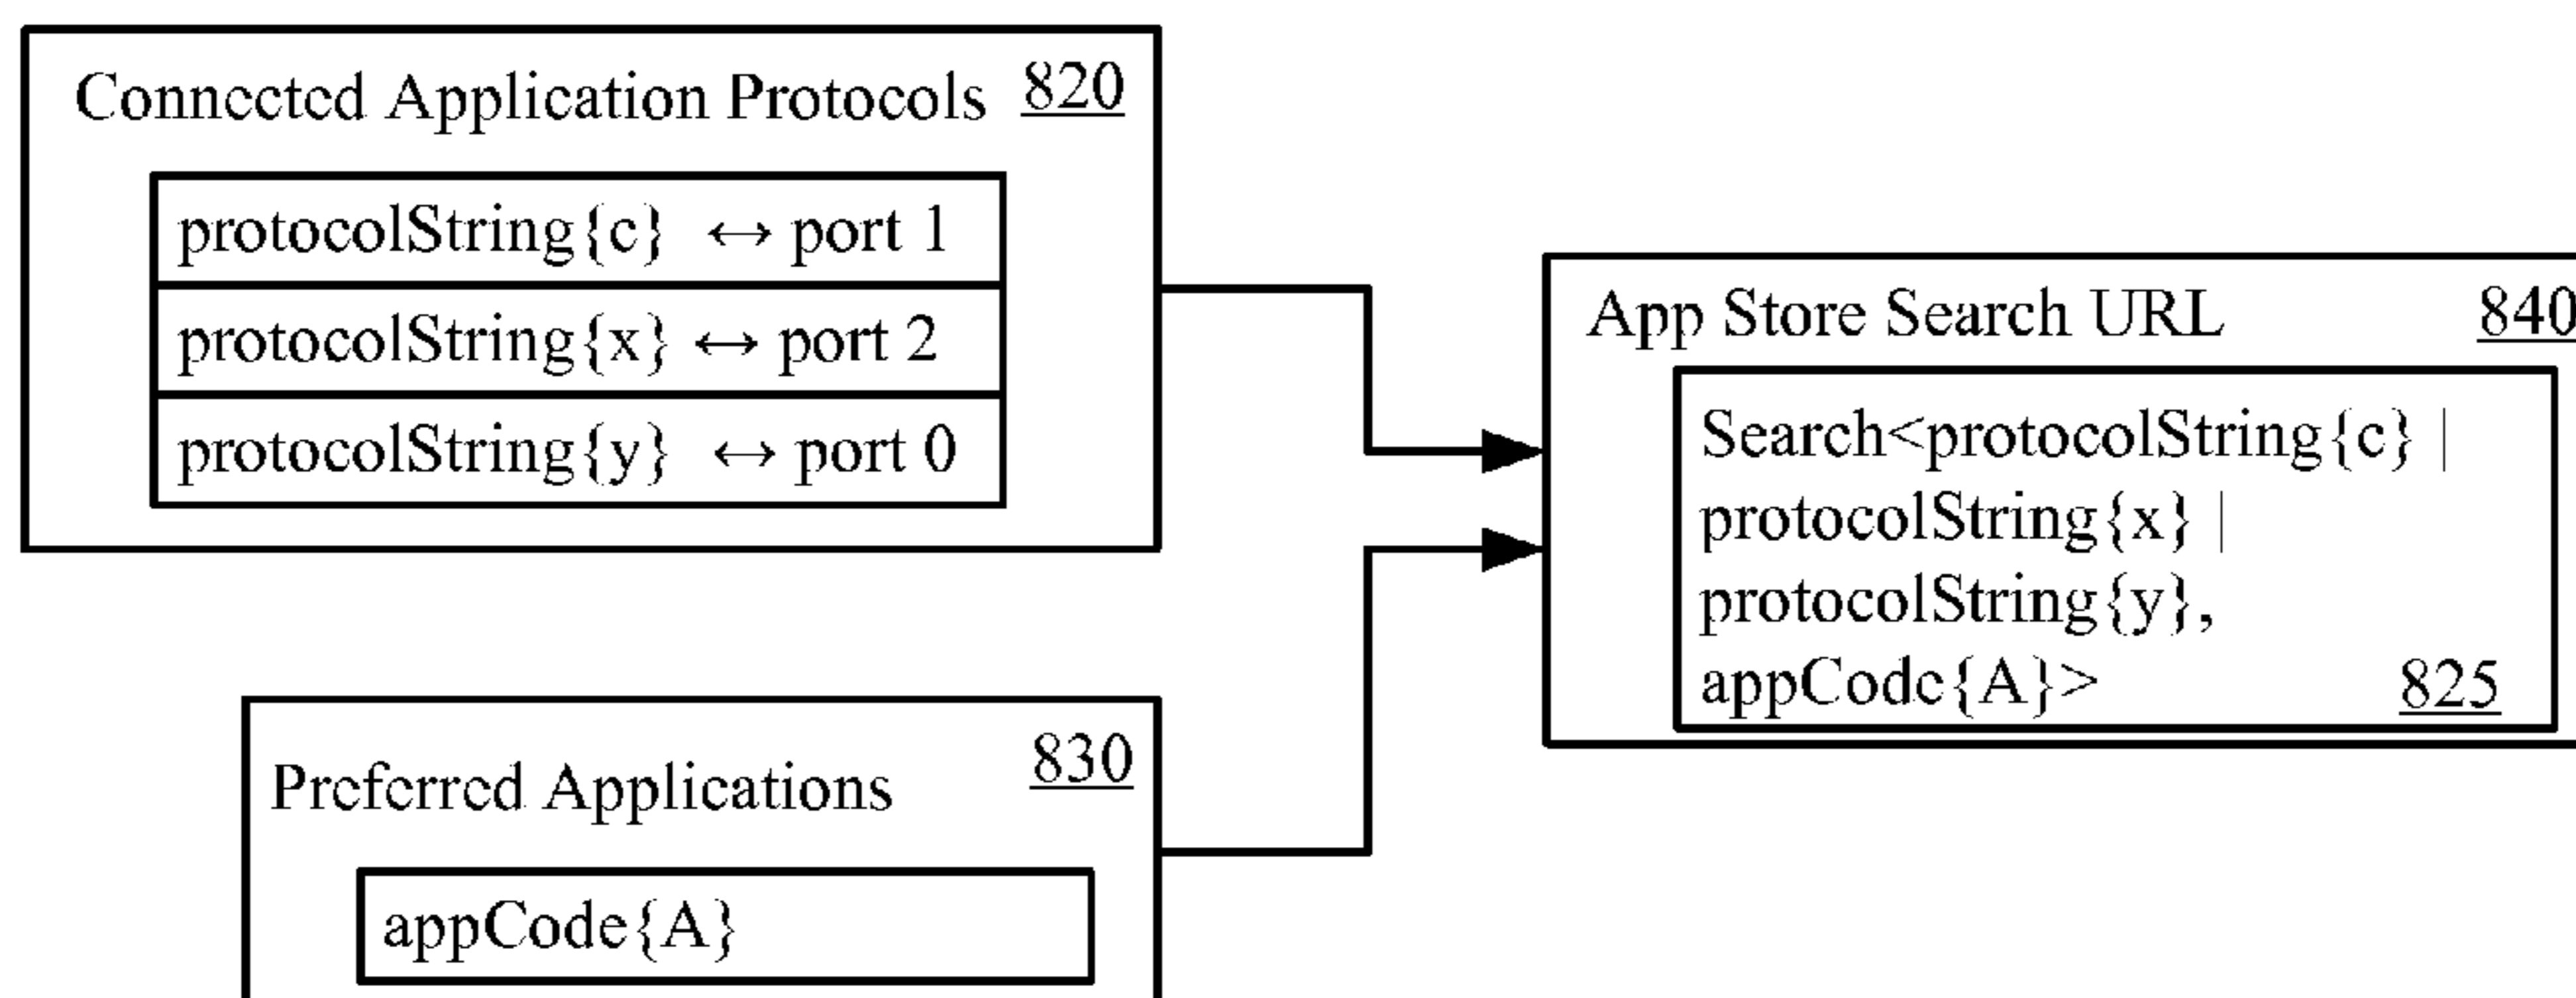 Connected Application Protocols 820
protocolString{c} ↔ port 1
protocolString{x} ↔ port 2
protocolString{y} ↔ port 0
Preferred Applications 830
appCode{A}
App Store Search URL 840
Search<protocolString{c} |
protocolString{x} |
protocolString{y},
appCode{A}> 825